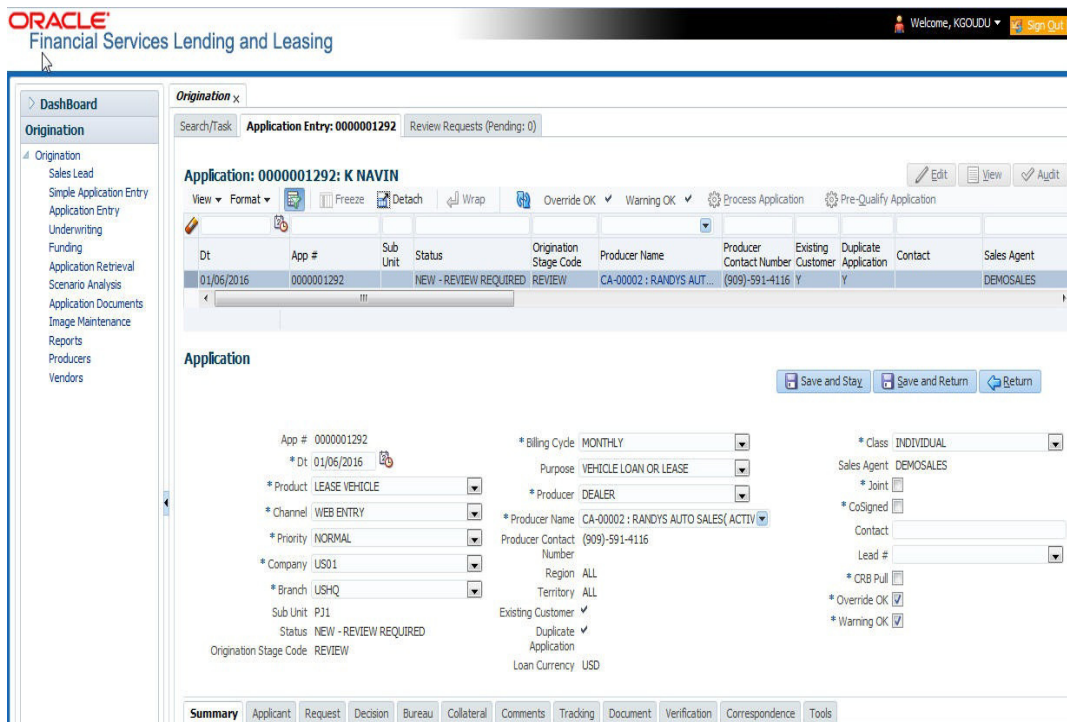 ORACLE
Welcome, KGOUDU
Sign Out
Financial Services Lending and Leasing
DashBoard
Origination
Origination
Sales Lead
Simple Application Entry
Application Entry
Underwriting
Funding
Application Retrieval
Scenario Analysis
Application Documents
Image Maintenance
Reports
Producers
Vendors
Origination x
Search/Task Application Entry: 0000001292 Review Requests (Pending: 0)
Application: 0000001292: K NAVIN
Edit View Audit
View Format Freeze Detach Wrap Override OK Warning OK Process Application Pre-Qualify Application
Dt App # Sub Unit Status Origination Stage Code Producer Name Producer Contact Number Existing Customer Duplicate Application Contact Sales Agent
01/06/2016 0000001292 NEW - REVIEW REQUIRED REVIEW CA-00002 : RANDYS AUT... (909)-591-4116 Y Y DEMOSALES
Application
Save and Stay Save and Return Return
App # 0000001292
* Dt 01/06/2016
* Product LEASE VEHICLE
* Channel WEB ENTRY
* Priority NORMAL
* Company US01
* Branch USHQ
Sub Unit PJ1
Status NEW - REVIEW REQUIRED
Origination Stage Code REVIEW
* Billing Cycle MONTHLY
Purpose VEHICLE LOAN OR LEASE
* Producer DEALER
* Producer Name CA-00002 : RANDYS AUTO SALES( ACTIV
Producer Contact Number (909)-591-4116
Region ALL
Territory ALL
Existing Customer
Duplicate Application
Loan Currency USD
* Class INDIVIDUAL
Sales Agent DEMOSALES
* Joint
* CoSigned
Contact
Lead #
* CRB Pull
* Override OK
* Warning OK
Summary Applicant Request Decision Bureau Collateral Comments Tracking Document Verification Correspondence Tools